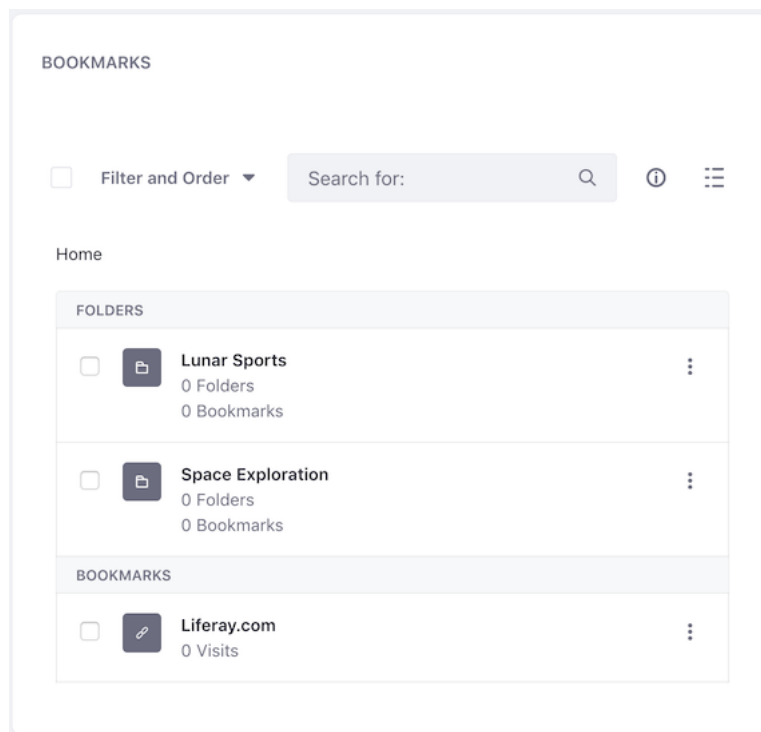 BOOKMARKS
Filter and Order
Search for:
Home
FOLDERS
Lunar Sports
0 Folders
0 Bookmarks
Space Exploration
0 Folders
0 Bookmarks
BOOKMARKS
Liferay.com
0 Visits